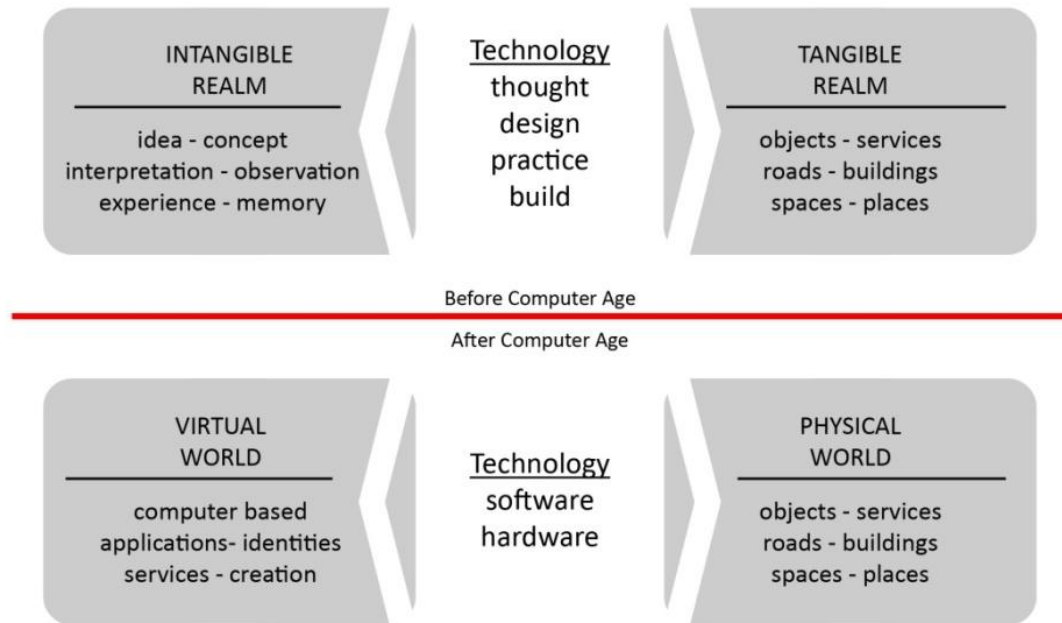 INTANGIBLE
REALM
idea - concept
interpretation - observation
experience - memory
Technology
thought
design
practice
build
TANGIBLE
REALM
objects - services
roads - buildings
spaces - places
Before Computer Age
After Computer Age
VIRTUAL
WORLD
computer based
applications- identities
services - creation
Technology
software
hardware
PHYSICAL
WORLD
objects - services
roads - buildings
spaces - places